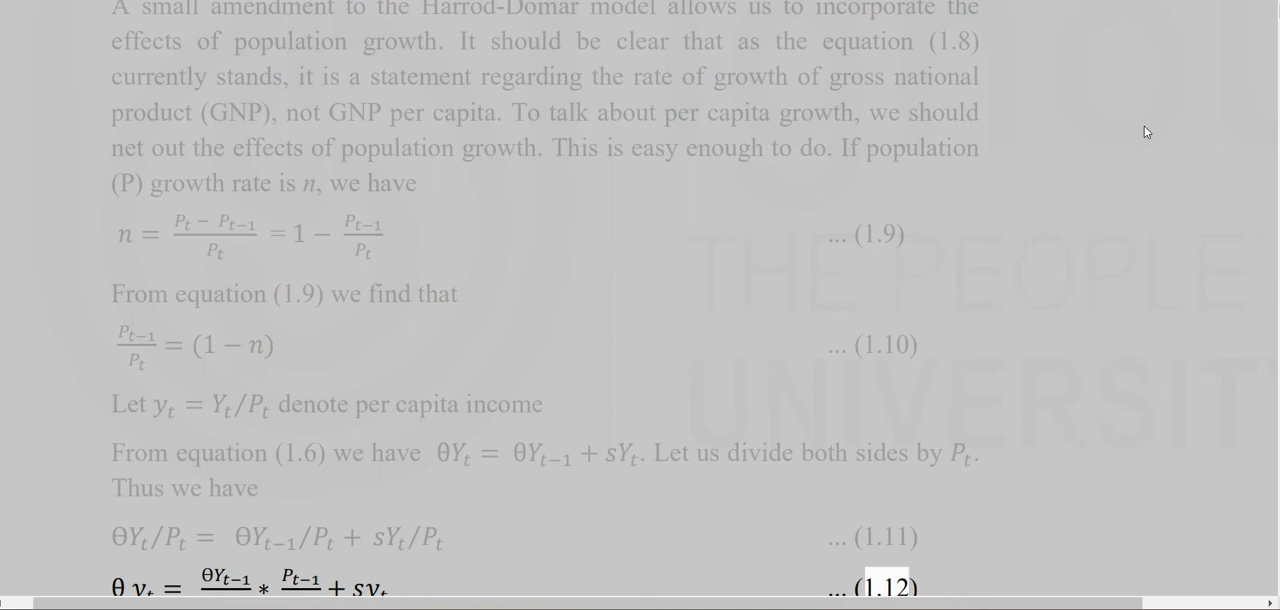 A small amendment to the Harrod-Domar model allows us to incorporate the
effects of population growth. It should be clear that as the equation (1.8)
currently stands, it is a statement regarding the rate of growth of gross national
product (GNP), not GNP per capita. To talk about per capita growth, we should
net out the effects of population growth. This is easy enough to do. If population
(P) growth rate is n, we have
n = (P_t − P_{t−1})/P_t = 1 − P_{t−1}/P_t ... (1.9)
From equation (1.9) we find that
P_{t−1}/P_t = (1 − n) ... (1.10)
Let y_t = Y_t/P_t denote per capita income
From equation (1.6) we have θY_t = θY_{t−1} + sY_t. Let us divide both sides by P_t.
Thus we have
θY_t/P_t = θY_{t−1}/P_t + sY_t/P_t ... (1.11)
θ y_t = θY_{t−1} * P_{t−1} + sy_t ... (1.12)
THE PEOPLE'
UNIVERSIT